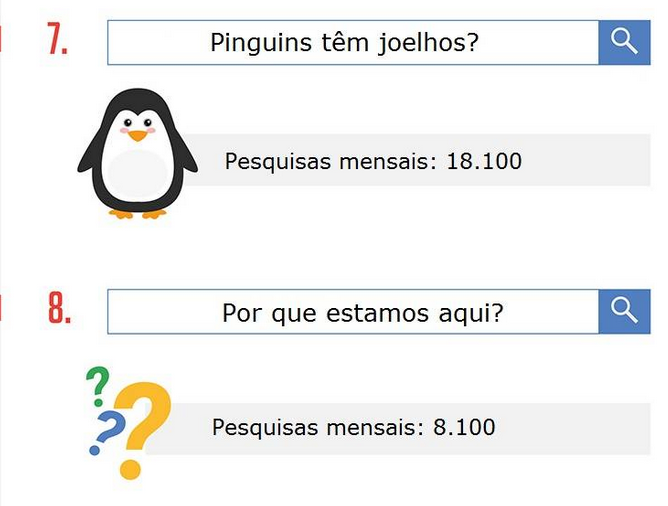 7.
Pinguins têm joelhos?
Pesquisas mensais: 18.100
8.
Por que estamos aqui?
???
Pesquisas mensais: 8.100